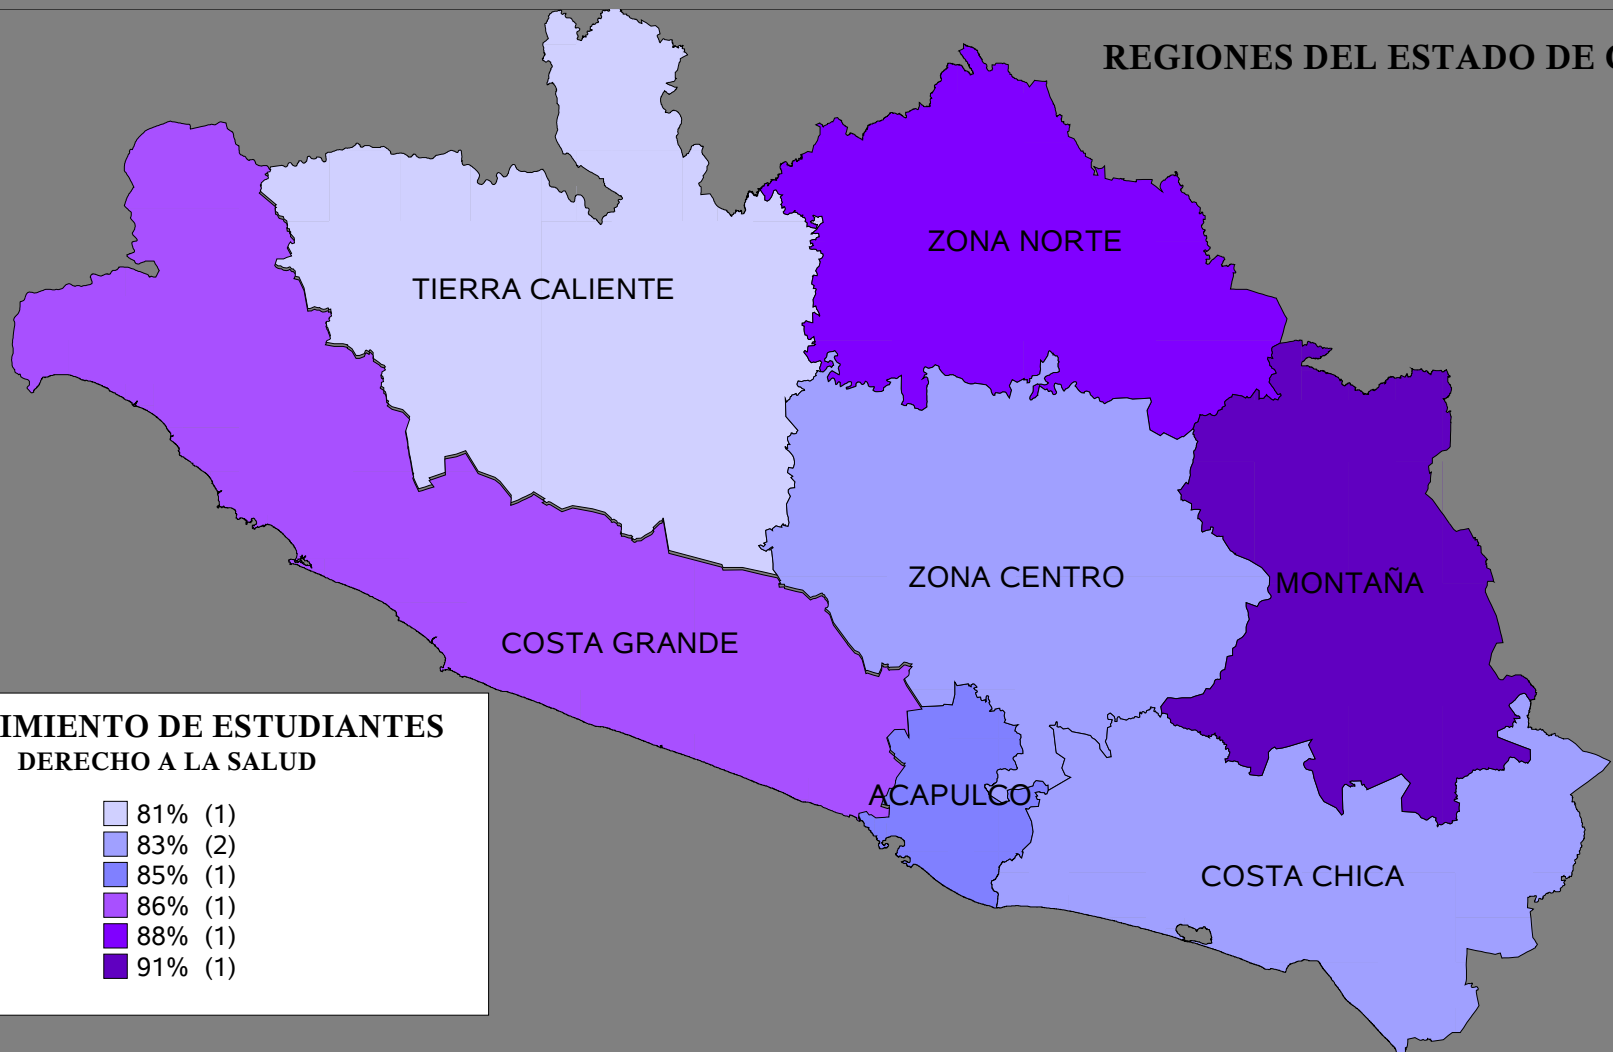 REGIONES DEL ESTADO DE
ZONA NORTE
TIERRA CALIENTE
ZONA CENTRO
MONTAÑA
COSTA GRANDE
ACAPULCO
COSTA CHICA
IMIENTO DE ESTUDIANTES
DERECHO A LA SALUD
81% (1)
83% (2)
85% (1)
86% (1)
88% (1)
91% (1)